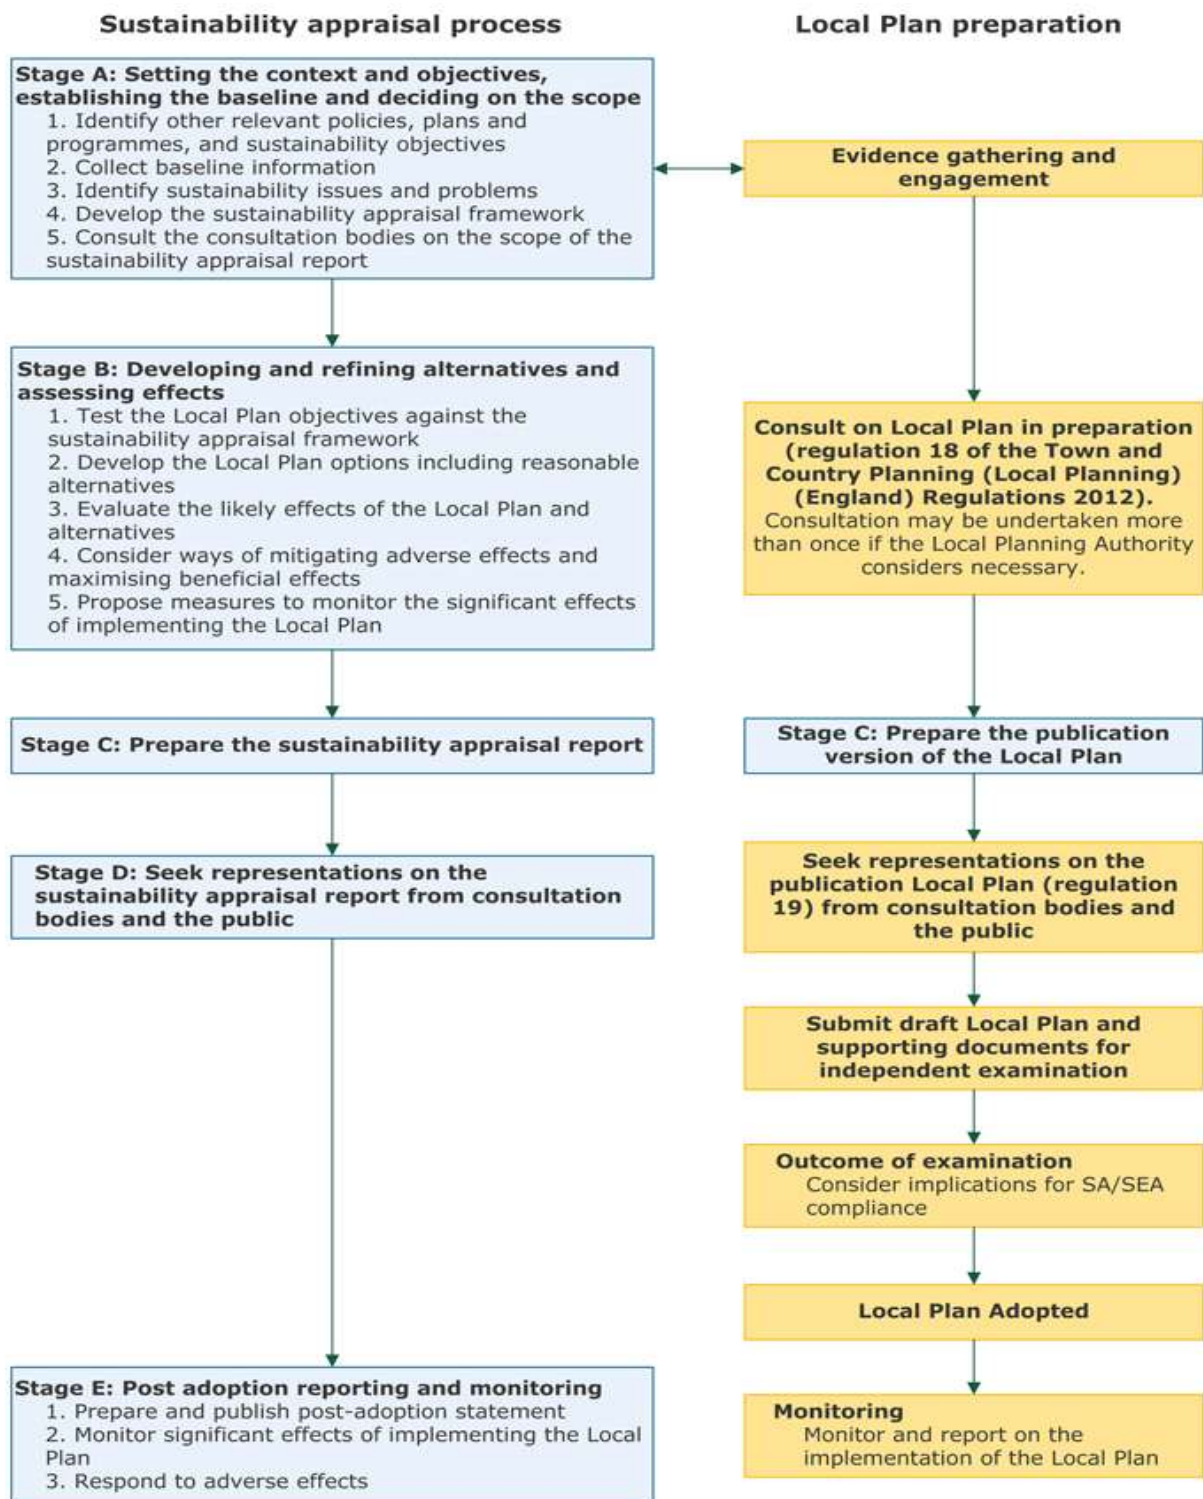 Sustainability appraisal process
Stage A: Setting the context and objectives,
establishing the baseline and deciding on the scope
1. Identify other relevant policies, plans and
programmes, and sustainability objectives
2. Collect baseline information
3. Identify sustainability issues and problems
4. Develop the sustainability appraisal framework
5. Consult the consultation bodies on the scope of the
sustainability appraisal report
Stage B: Developing and refining alternatives and
assessing effects
1. Test the Local Plan objectives against the
sustainability appraisal framework
2. Develop the Local Plan options including reasonable
alternatives
3. Evaluate the likely effects of the Local Plan and
alternatives
4. Consider ways of mitigating adverse effects and
maximising beneficial effects
5. Propose measures to monitor the significant effects
of implementing the Local Plan
Stage C: Prepare the sustainability appraisal report
Stage D: Seek representations on the
sustainability appraisal report from consultation
bodies and the public
Stage E: Post adoption reporting and monitoring
1. Prepare and publish post-adoption statement
2. Monitor significant effects of implementing the Local
Plan
3. Respond to adverse effects
Local Plan preparation
Evidence gathering and
engagement
Consult on Local Plan in preparation
(regulation 18 of the Town and
Country Planning (Local Planning)
(England) Regulations 2012).
Consultation may be undertaken more
than once if the Local Planning Authority
considers necessary.
Stage C: Prepare the publication
version of the Local Plan
Seek representations on the
publication Local Plan (regulation
19) from consultation bodies and
the public
Submit draft Local Plan and
supporting documents for
independent examination
Outcome of examination
Consider implications for SA/SEA
compliance
Local Plan Adopted
Monitoring
Monitor and report on the
implementation of the Local Plan